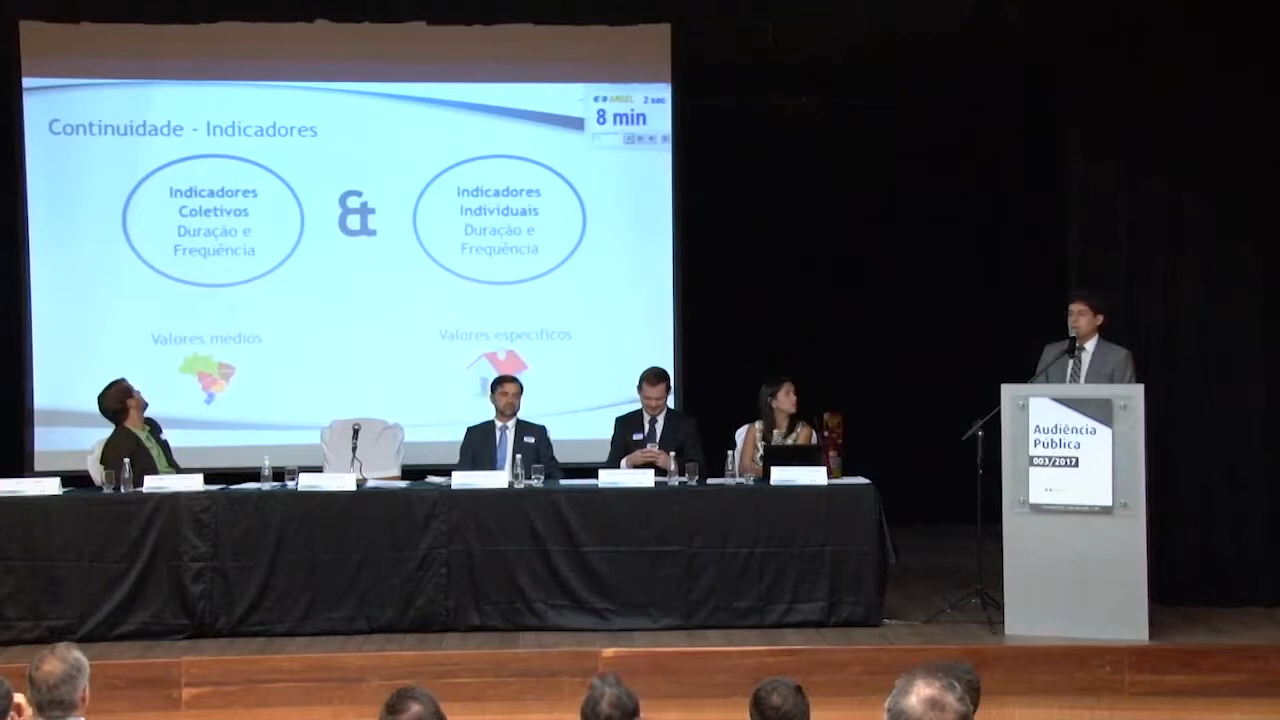 Continuidade - Indicadores
ANEEL 2 sec
8 min
Indicadores
Coletivos
Duração e
Frequência
&
Indicadores
Individuais
Duração e
Frequência
Valores médios
Valores específicos
Audiência
Pública
003/2017